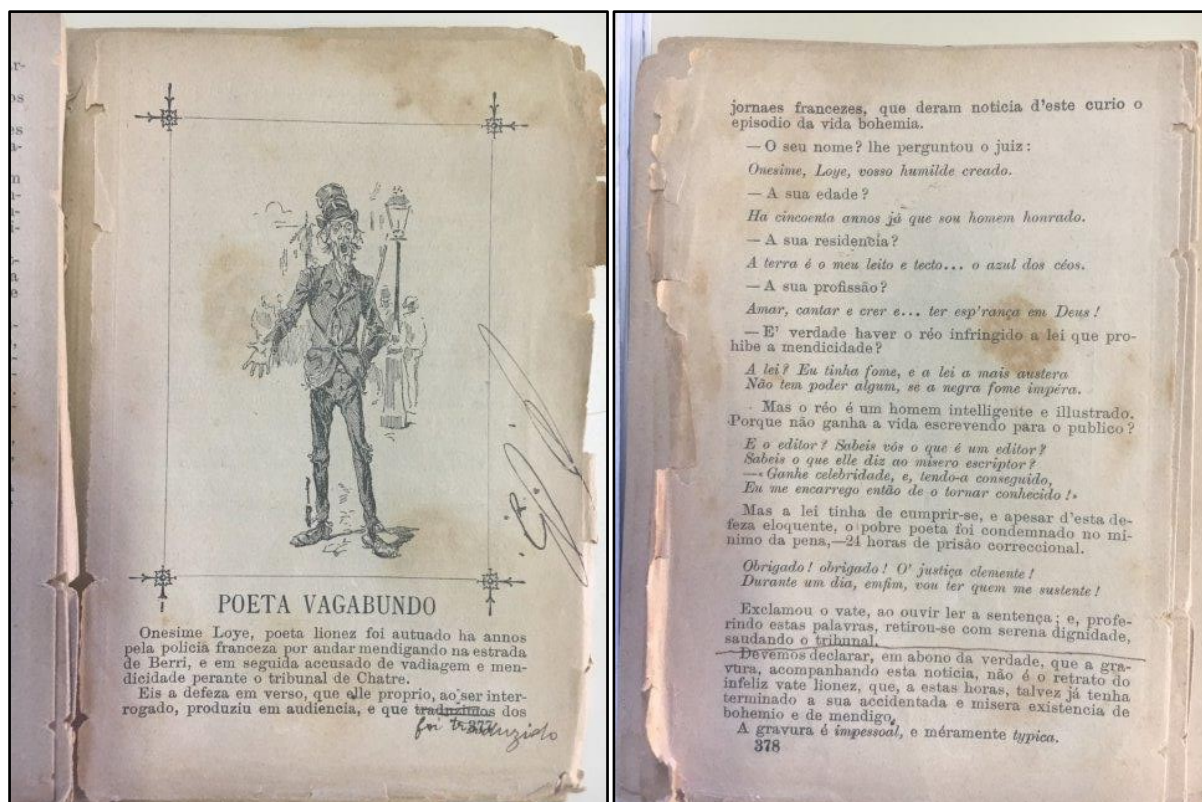 POETA VAGABUNDO
Onesime Loye, poeta lionez foi autuado ha annos
pela policia franceza por andar mendigando na estrada
de Berri, e em seguida accusado de vadiagem e men-
dicidade perante o tribunal de Chatre.
Eis a defeza em verso, que elle proprio, ao ser inter-
rogado, produziu em audiencia, e que traduzimos dos
foi traduzido
377
jornaes francezes, que deram noticia d'este curio o
episodio da vida bohemia.
— O seu nome? lhe perguntou o juiz:
Onesime, Loye, vosso humilde creado.
— A sua edade?
Ha cincoenta annos já que sou homem honrado.
— A sua residencia?
A terra é o meu leito e tecto... o azul dos céos.
— A sua profissão?
Amar, cantar e crer e... ter esp'rança em Deus!
— E' verdade haver o réo infringido a lei que pro-
hibe a mendicidade?
A lei? Eu tinha fome, e a lei a mais austera
Não tem poder algum, se a negra fome impéra.
Mas o réo é um homem intelligente e illustrado.
Porque não ganha a vida escrevendo para o publico?
E o editor? Sabeis vós o que é um editor?
Sabeis o que elle diz ao misero escriptor?
—«Ganhe celebridade, e, tendo-a conseguido,
Eu me encarrego então de o tornar conhecido!»
Mas a lei tinha de cumprir-se, e apesar d'esta de-
feza eloquente, o pobre poeta foi condemnado no mi-
nimo da pena,—24 horas de prisão correccional.
Obrigado! obrigado! O' justiça clemente!
Durante um dia, emfim, vou ter quem me sustente!
Exclamou o vate, ao ouvir ler a sentença; e, profe-
rindo estas palavras, retirou-se com serena dignidade,
saudando o tribunal.
Devemos declarar, em abono da verdade, que a gra-
vura, acompanhando esta noticia, não é o retrato do
infeliz vate lionez, que, a estas horas, talvez já tenha
terminado a sua accidentada e misera existencia de
bohemio e de mendigo.
A gravura é impessoal, e méramente typica.
378